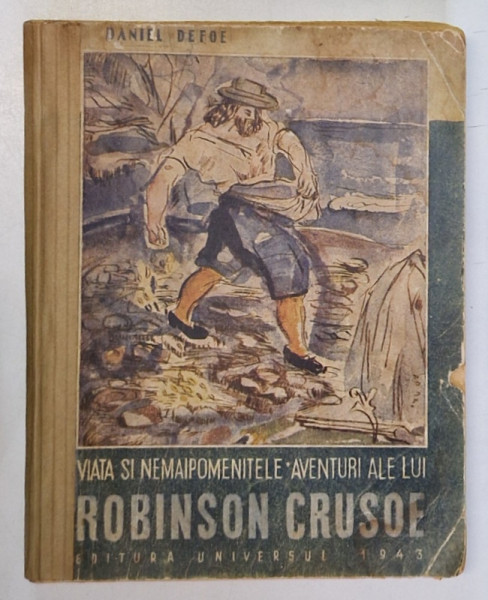 DANIEL DEFOE
VIATA SI NEMAIPOMENITELE • AVENTURI ALE LUI
ROBINSON CRUSOE
EDITURA UNIVERSUL 1943